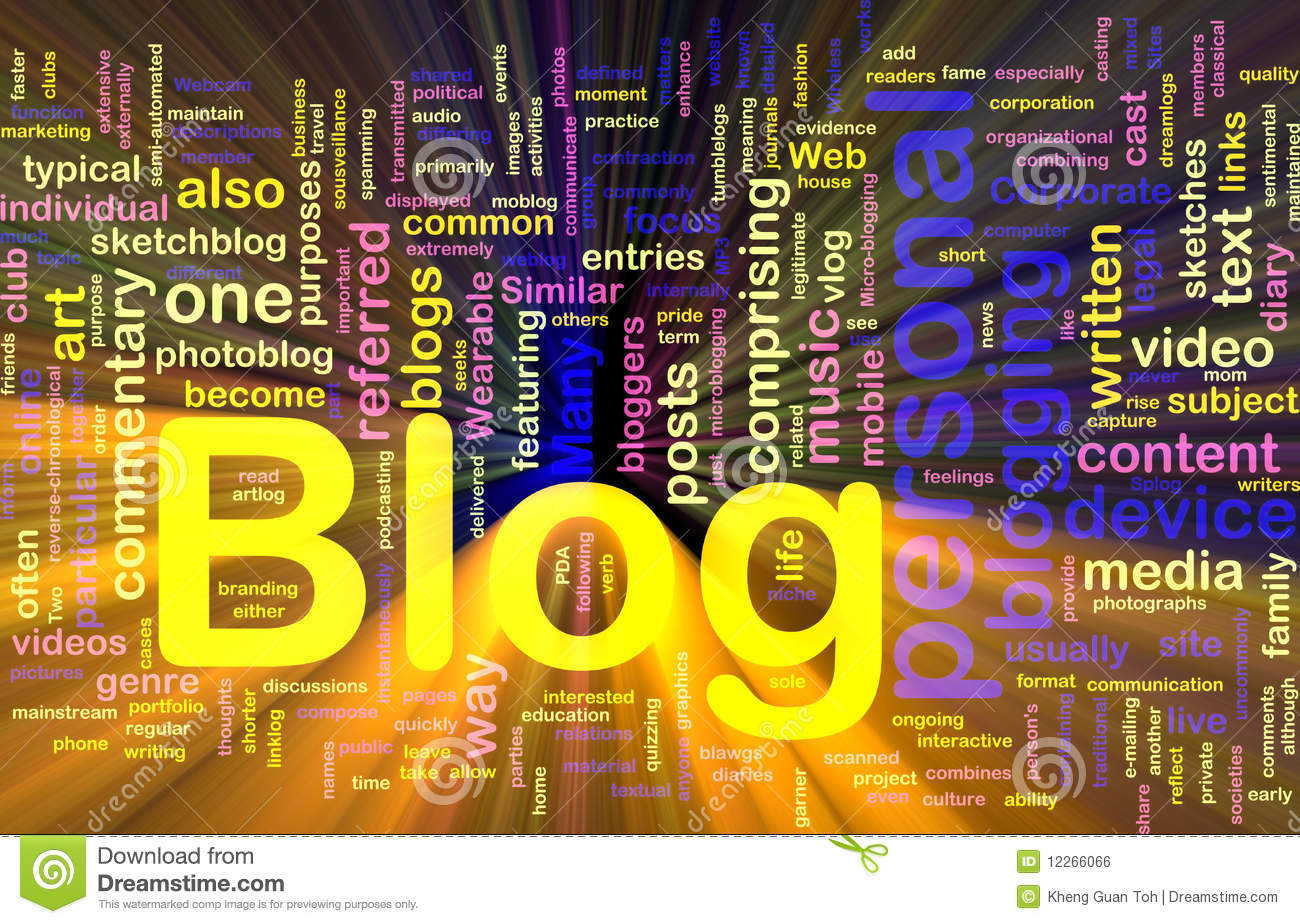 faster
clubs
function
marketing
extensive
externally
semi-automated
Webcam
maintain
descriptions
member
typical
also
individual
sketchblog
much
topic
different
one
club
art
purpose
commentary
photoblog
become
friends
online
reverse-chronological
together
order
inform
particular
often
Two
videos
pictures
cases
genre
mainstream
portfolio
regular
phone
writing
business
travel
sousveillance
spamming
purposes
important
referred
part
transmitted
shared
political
audio
differing
primarily
displayed
moblog
common
extremely
weblog
blogs
seeks
Wearable
Similar
others
featuring
Many
events
images
activities
photos
communicate
group
defined
moment
practice
matters
enhance
contraction
commonly
focus
entries
MP3
internally
pride
term
bloggers
posts
microblogging
just
website
tumblelogs
known
meaning
detailed
journals
fashion
Wireless
works
evidence
Web
house
comprising
legitimate
vlog
Micro-blogging
music
see
use
mobile
related
add
readers
fame
especially
corporation
organizational
combining
Corporate
computer
short
personal
blogging
news
like
legal
written
casting
mixed
Sites
cast
dreamlogs
members
classical
quality
links
sentimental
maintained
sketches
text
diary
video
never
mom
rise
subject
capture
content
Splog
writers
device
feelings
media
photographs
provide
family
usually
site
uncommonly
format
communication
live
Blog
read
artlog
branding
either
podcasting
delivered
instantaneously
PDA
following
verb
life
niche
sole
thoughts
shorter
linklog
discussions
compose
names
public
time
pages
quickly
leave
take
allow
way
parties
home
interested
education
relations
material
textual
quizzing
anyone
graphics
blawgs
diaries
garner
scanned
project
even
ongoing
interactive
combines
culture
ability
person's
combining
traditional
e-mailing
another
share
reflect
private
societies
comments
although
early
Download from
Dreamstime.com
This watermarked comp image is for previewing purposes only.
ID 12266066
© Kheng Guan Toh | Dreamstime.com